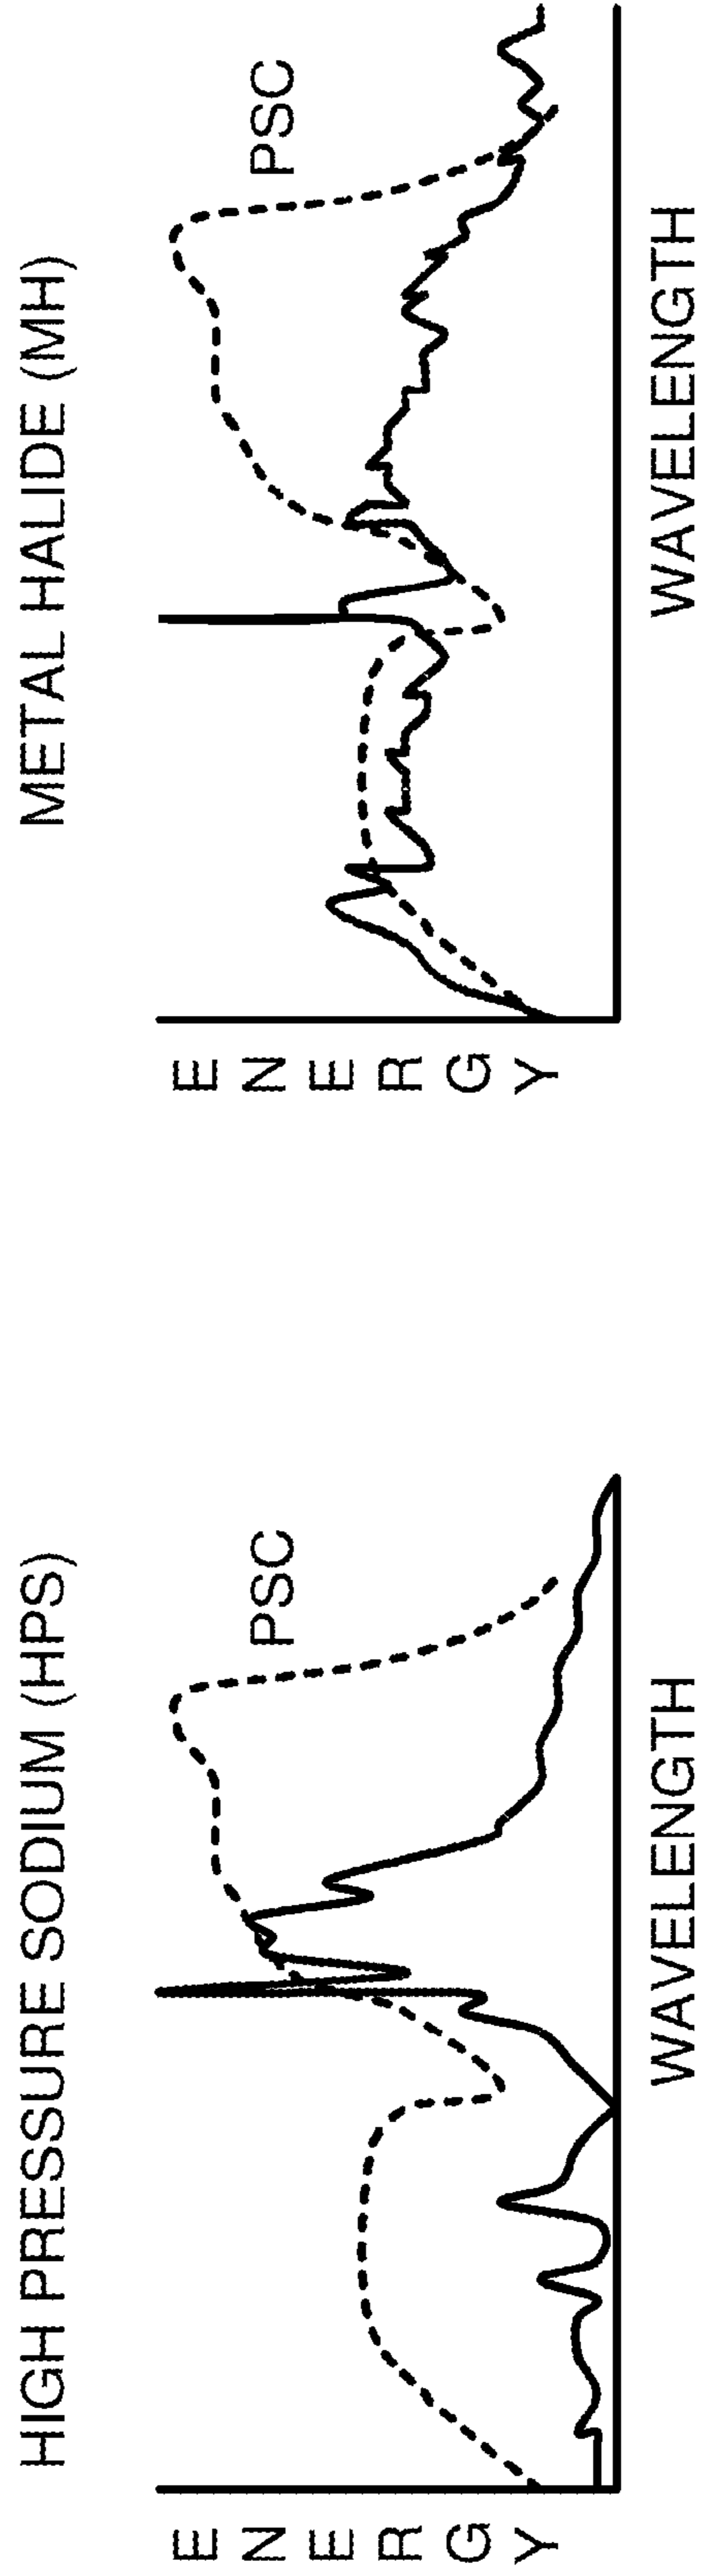 HIGH PRESSURE SODIUM (HPS)
ENERGY
PSC
WAVELENGTH
METAL HALIDE (MH)
ENERGY
PSC
WAVELENGTH